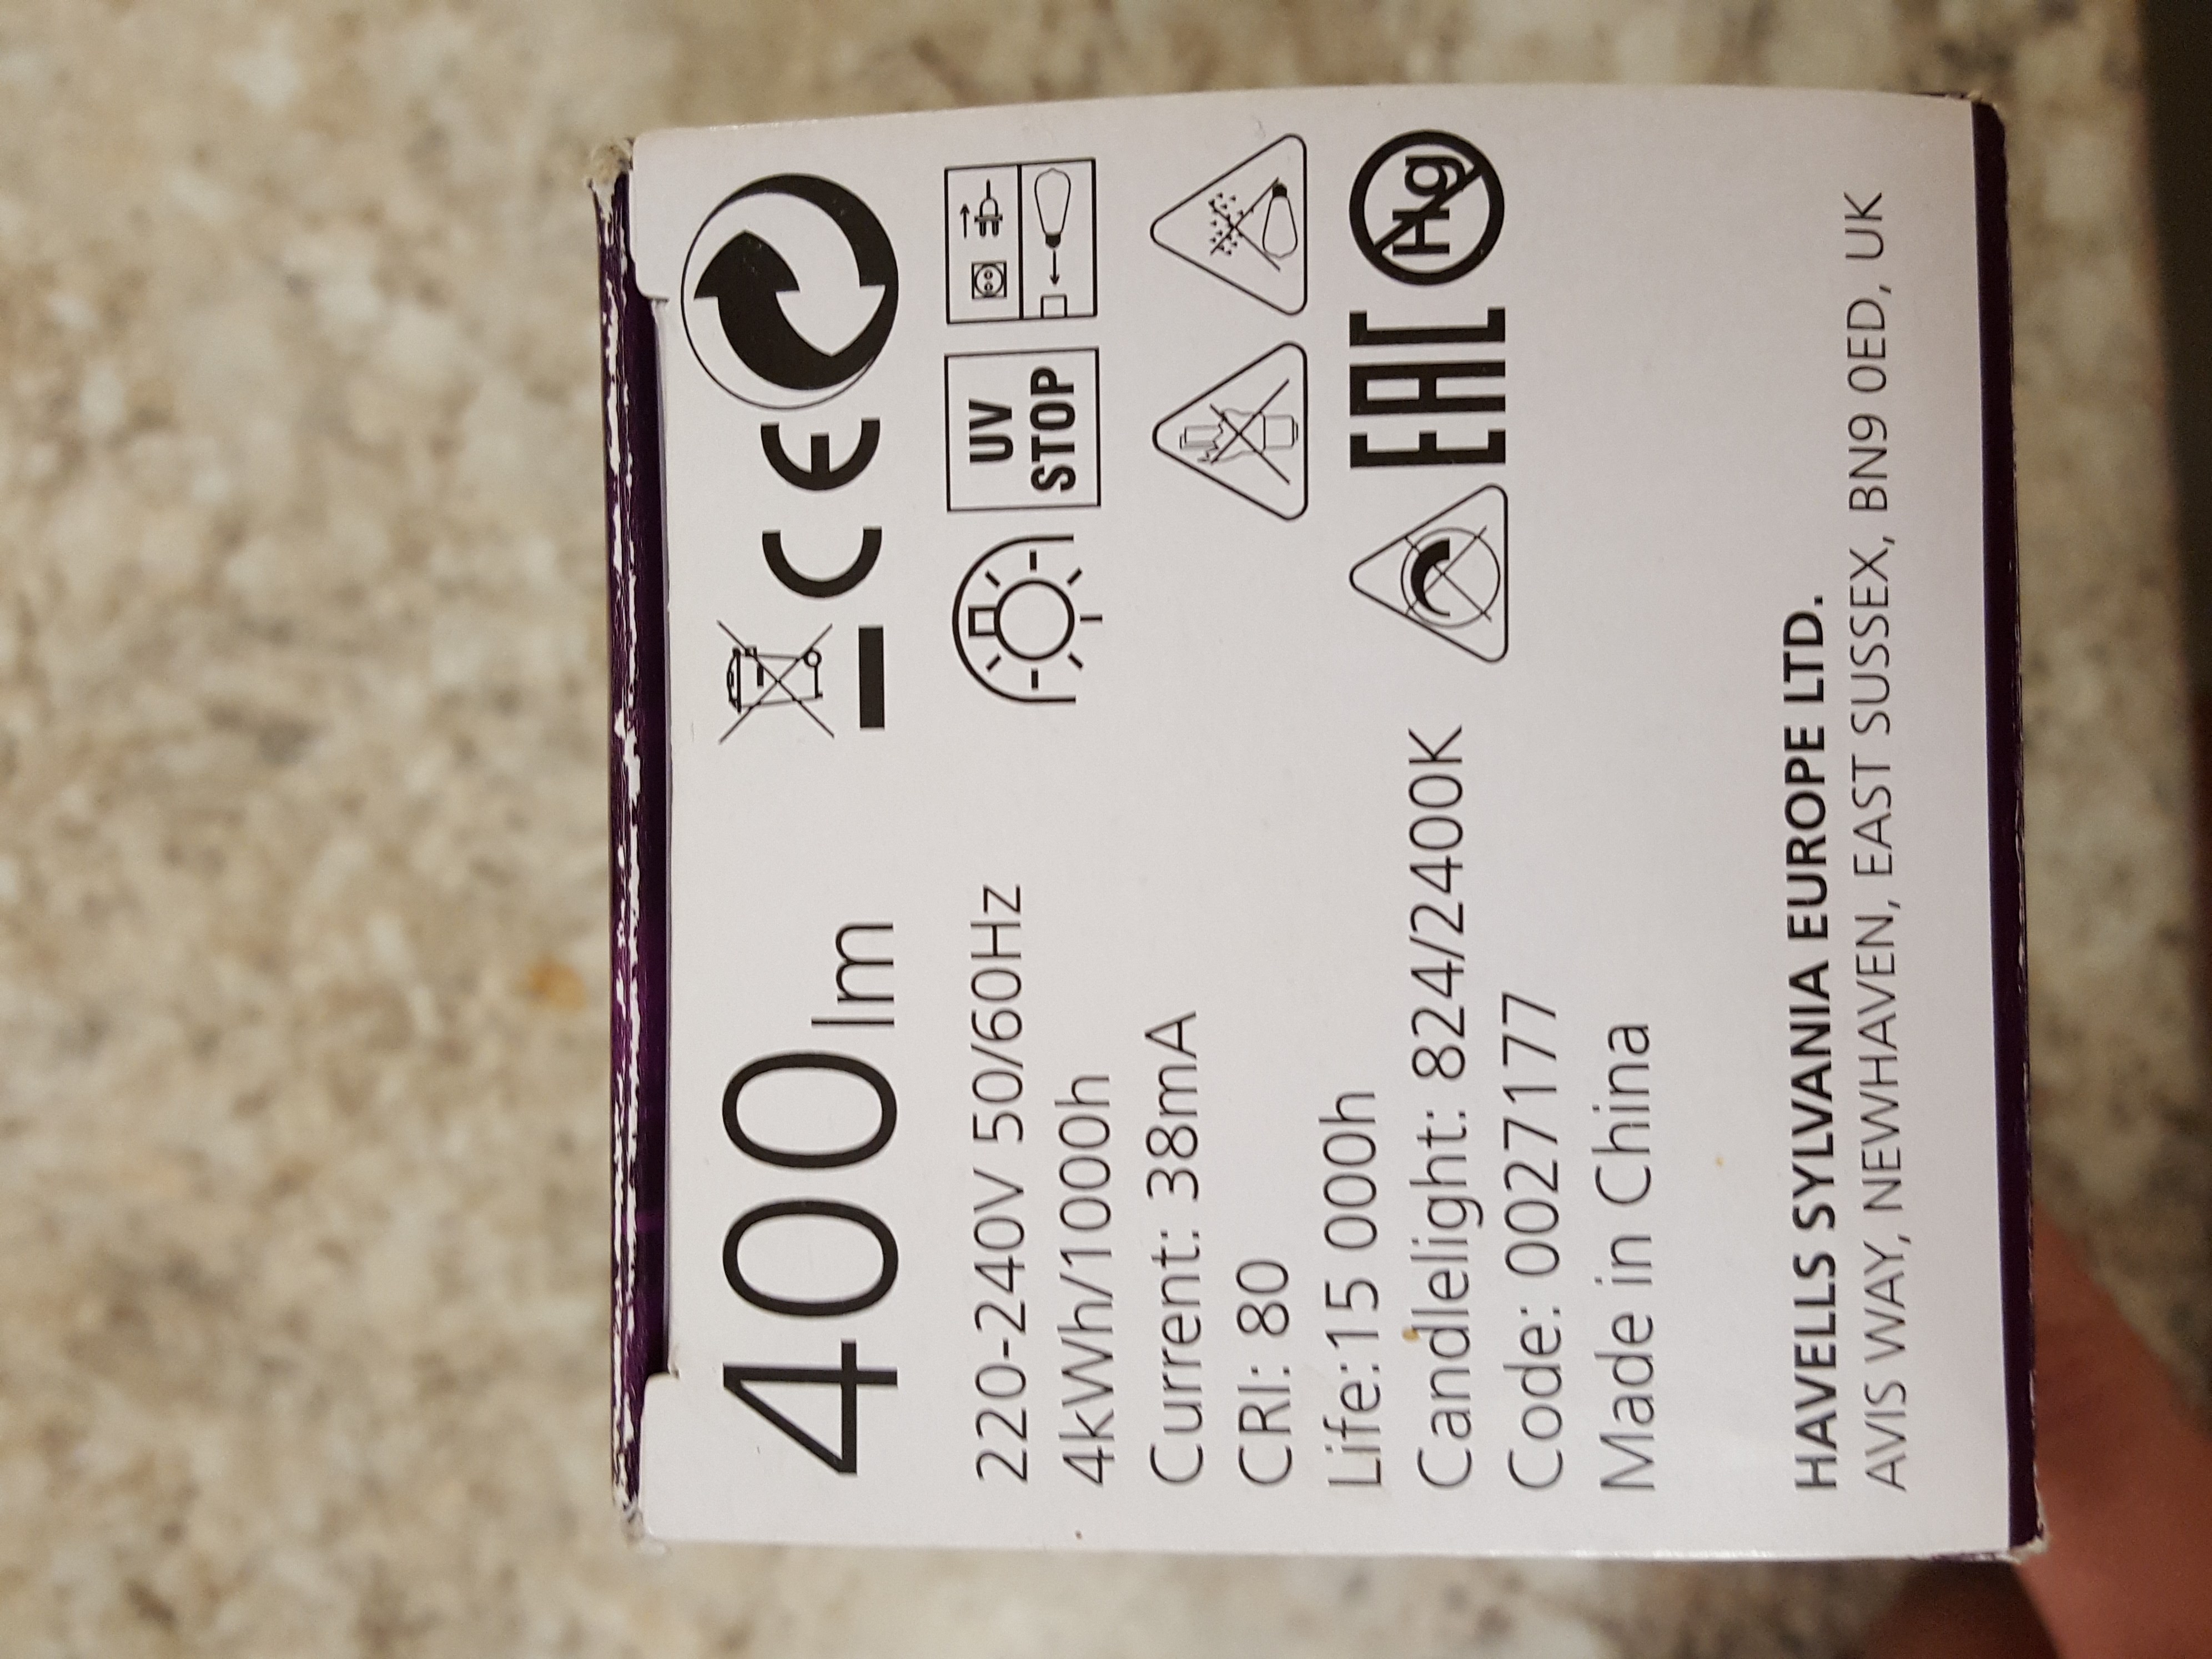 400lm
CE
220-240V 50/60Hz
UV
STOP
4kWh/1000h
Current: 38mA
CRI: 80
Life:15 000h
Candlelight: 824/2400K
EAC
Hg
Code: 0027177
Made in China
HAVELLS SYLVANIA EUROPE LTD.
AVIS WAY, NEWHAVEN, EAST SUSSEX, BN9 0ED, UK